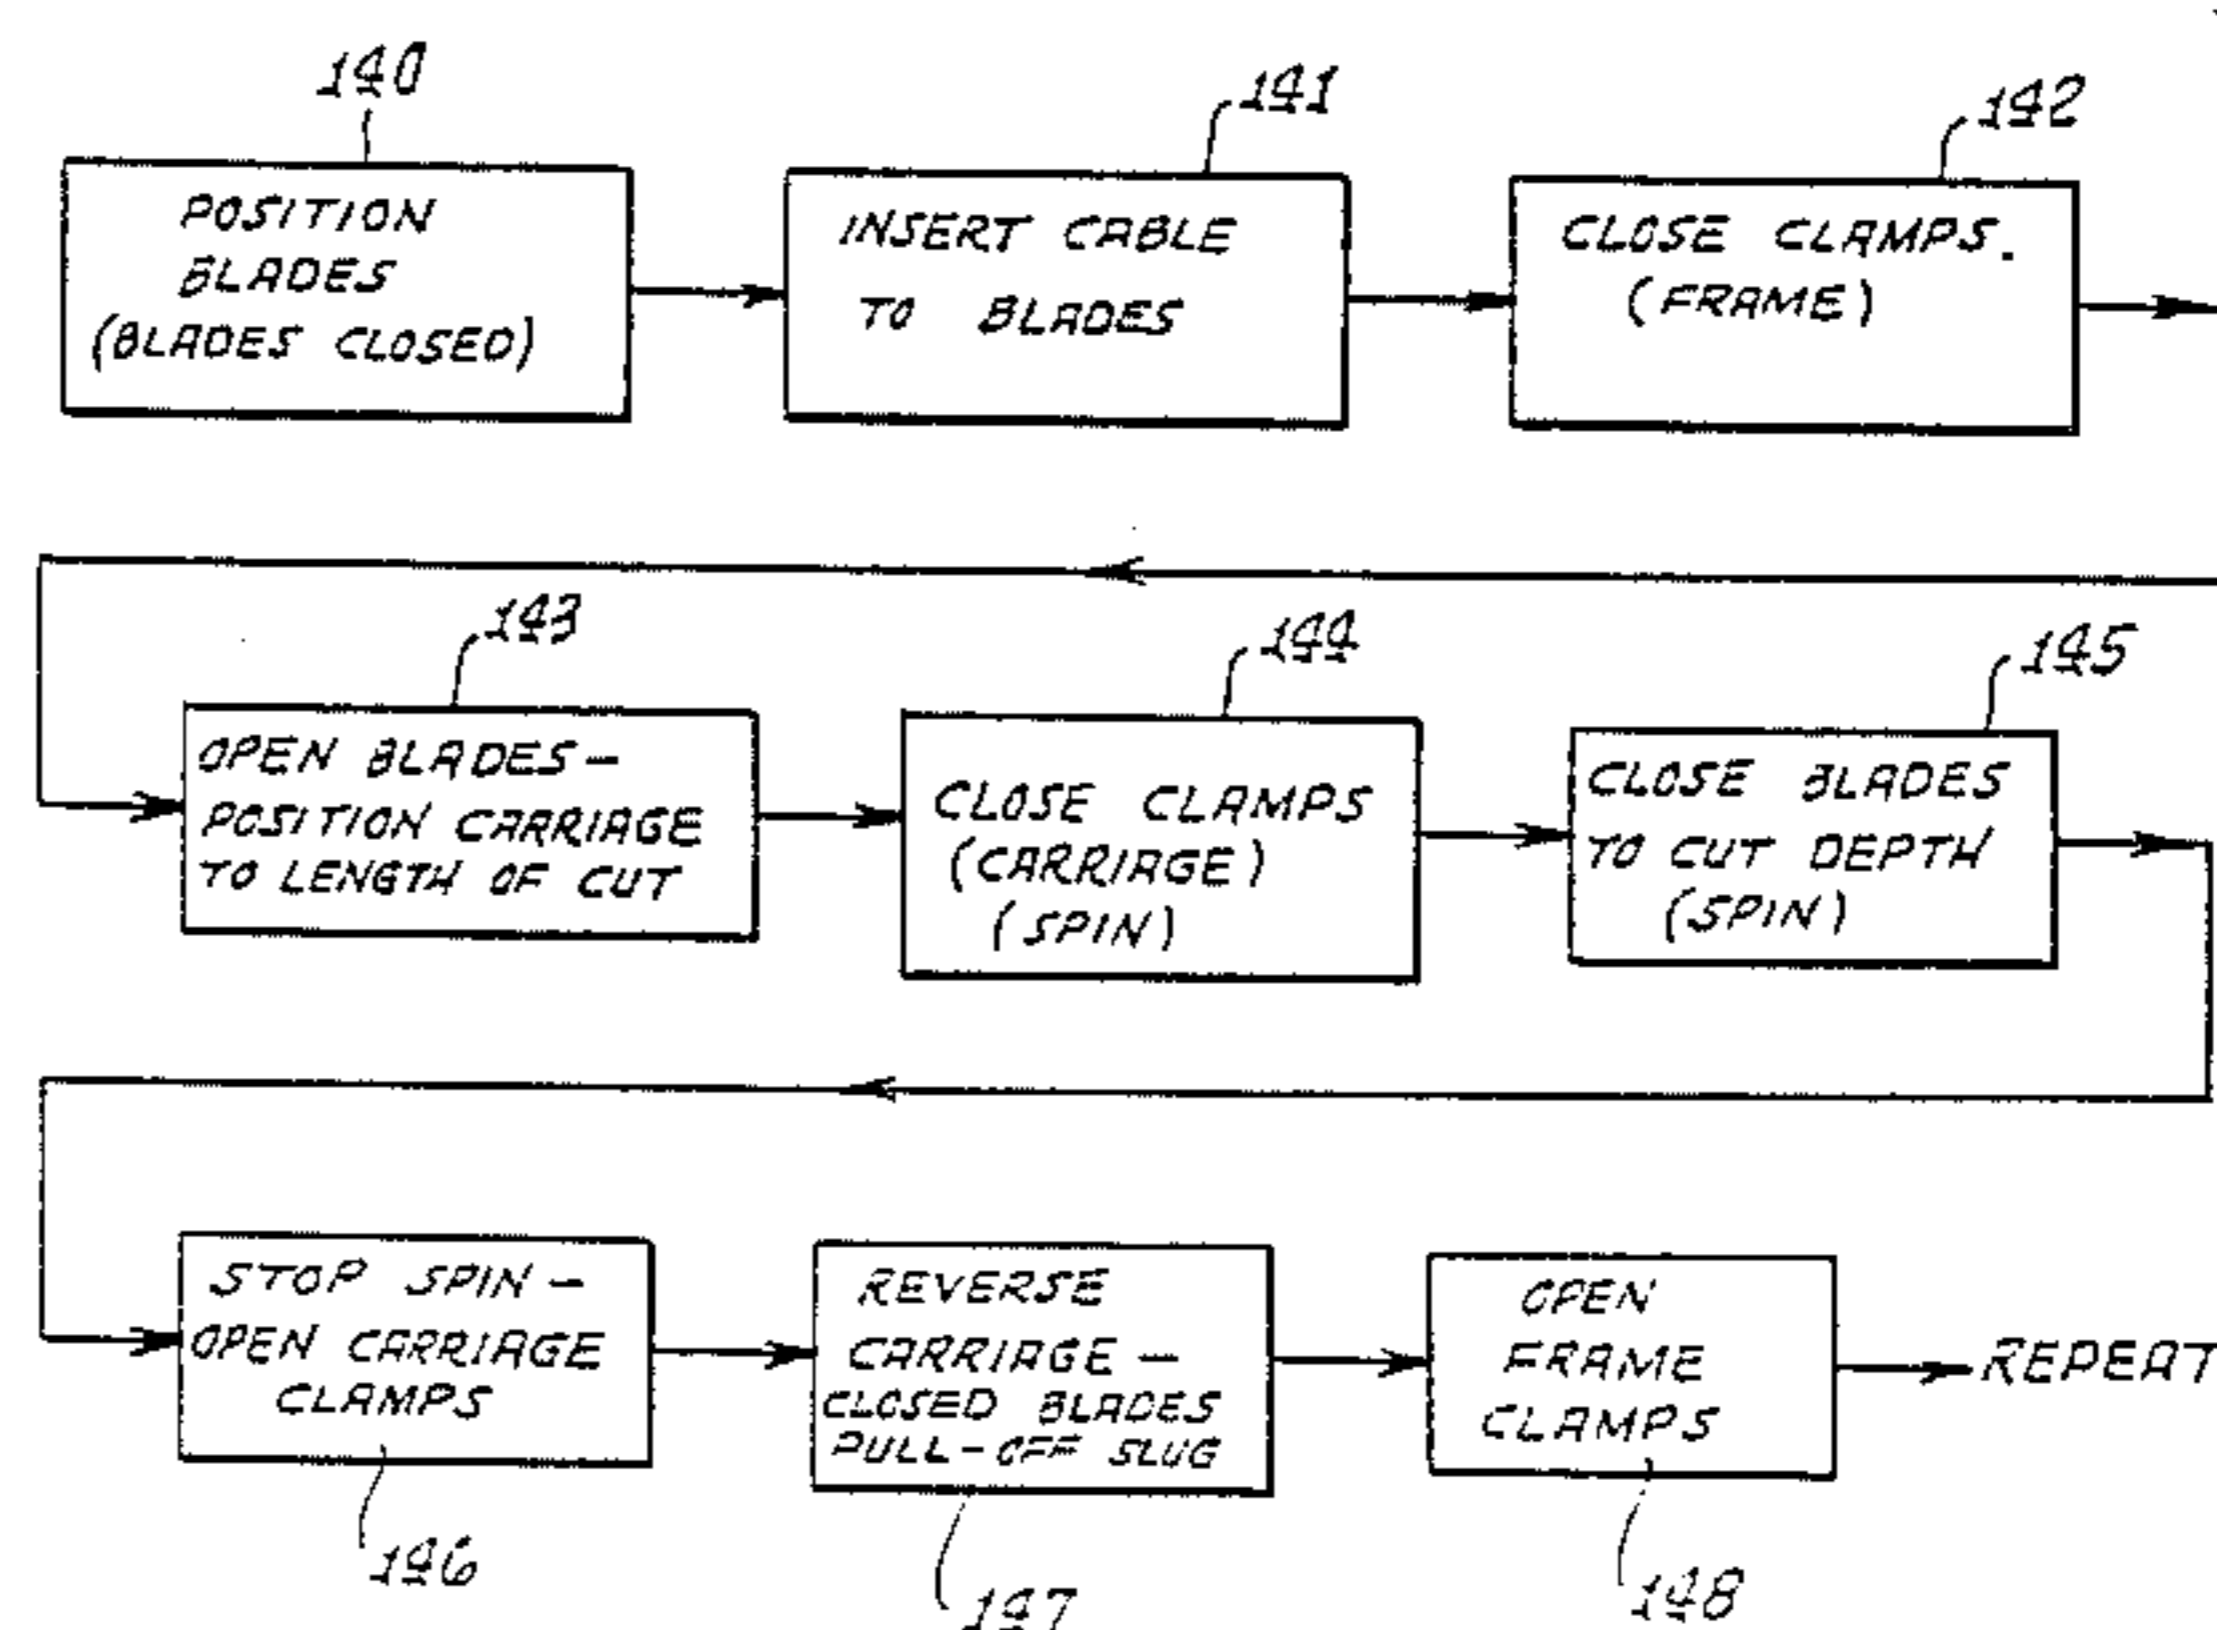 140
141
142
POSITION
BLADES
(BLADES CLOSED)
INSERT CABLE
TO BLADES
CLOSE CLAMPS.
(FRAME)
143
144
145
OPEN BLADES-
POSITION CARRIAGE
TO LENGTH OF CUT
CLOSE CLAMPS
(CARRIAGE)
(SPIN)
CLOSE BLADES
TO CUT DEPTH
(SPIN)
STOP SPIN-
OPEN CARRIAGE
CLAMPS
REVERSE
CARRIAGE-
CLOSED BLADES
PULL-OFF SLUG
OPEN
FRAME
CLAMPS
REPEAT
146
147
148